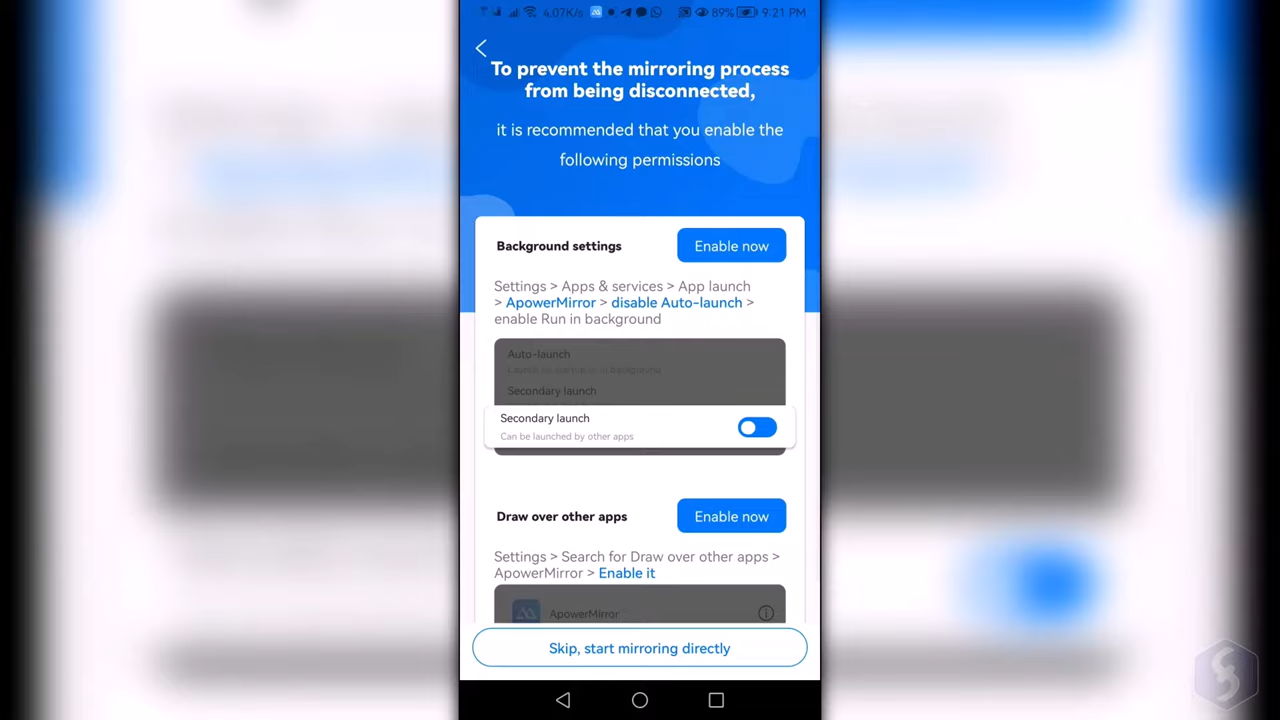 4.07K/s
89%
9:21 PM
To prevent the mirroring process
from being disconnected,
it is recommended that you enable the
following permissions
Background settings
Enable now
Settings > Apps & services > App launch
> ApowerMirror > disable Auto-launch >
enable Run in background
Auto-launch
Secondary launch
Secondary launch
Can be launched by other apps
Draw over other apps
Enable now
Settings > Search for Draw over other apps >
ApowerMirror > Enable it
ApowerMirror
Skip, start mirroring directly